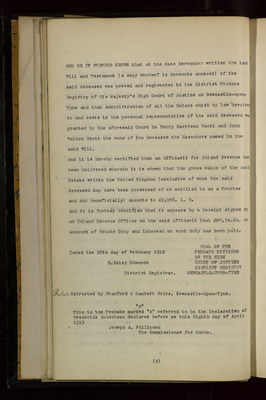 AND BE IT FURTHER KNOWN that at the date hereunder written the last
Will and Testament (a copy whereof is hereunto annexed) of the
said deceased was proved and registered in the District Probate
Registry of His Majesty's High Court of Justice at Newcastle-upon-
Tyne and that Administration of all the Estate which by law devolves
to and vests in the personal representative of the said deceased was
granted by the aforesaid Court to Henry Harrison Scott and John
Scott the sons of the deceased the Executors named in the
said Will.
And it is hereby certified that an Affidavit for Inland Revenue has
been delivered wherein it is shewn that the gross value of the said
Estate within the United Kingdom (exclusive of what the said
deceased may have been possessed of or entitled to as a Trustee
and not beneficially) amounts to
And it is further certified that it appears by a receipt signed by
an Inland Revenue Officer on the said Affidavit that on
account of Estate Duty and interest on such duty has been paid.
Dated the 28th day of February 1912
Edwards
District Registrar.
SEAL OF THE
PROBATE DIVISION
OF THE HIGH
COURT OF JUSTICE
DISTRICT REGISTRY
NEWCASTLE-UPON-TYNE
Extracted by Stanford & Lambert Solrs, Newcastle-upon-Tyne.
"A"
This is the Probate marked "A" referred to in the Declaration of
Frederick Robertson declared before me this Eighth day of April
1913
Joseph A. Philipson
The Commissioner for Oaths.
(4)